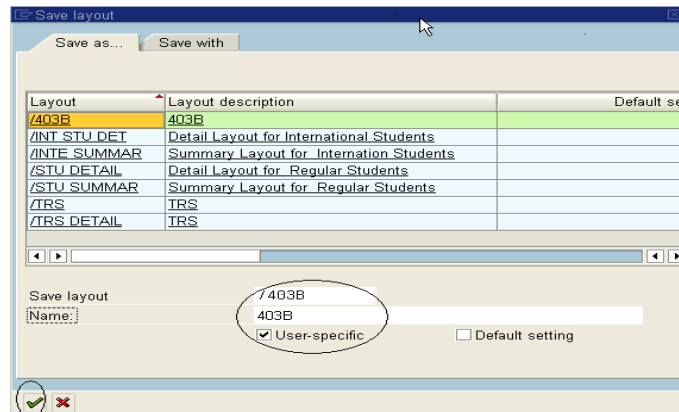 Save layout
Save as... Save with
Layout Layout description Default se
/403B 403B
/INT STU DET Detail Layout for International Students
/INTE SUMMAR Summary Layout for Internation Students
/STU DETAIL Detail Layout for Regular Students
/STU SUMMAR Summary Layout for Regular Students
/TRS TRS
/TRS DETAIL TRS
Save layout /403B
Name: 403B
User-specific Default setting